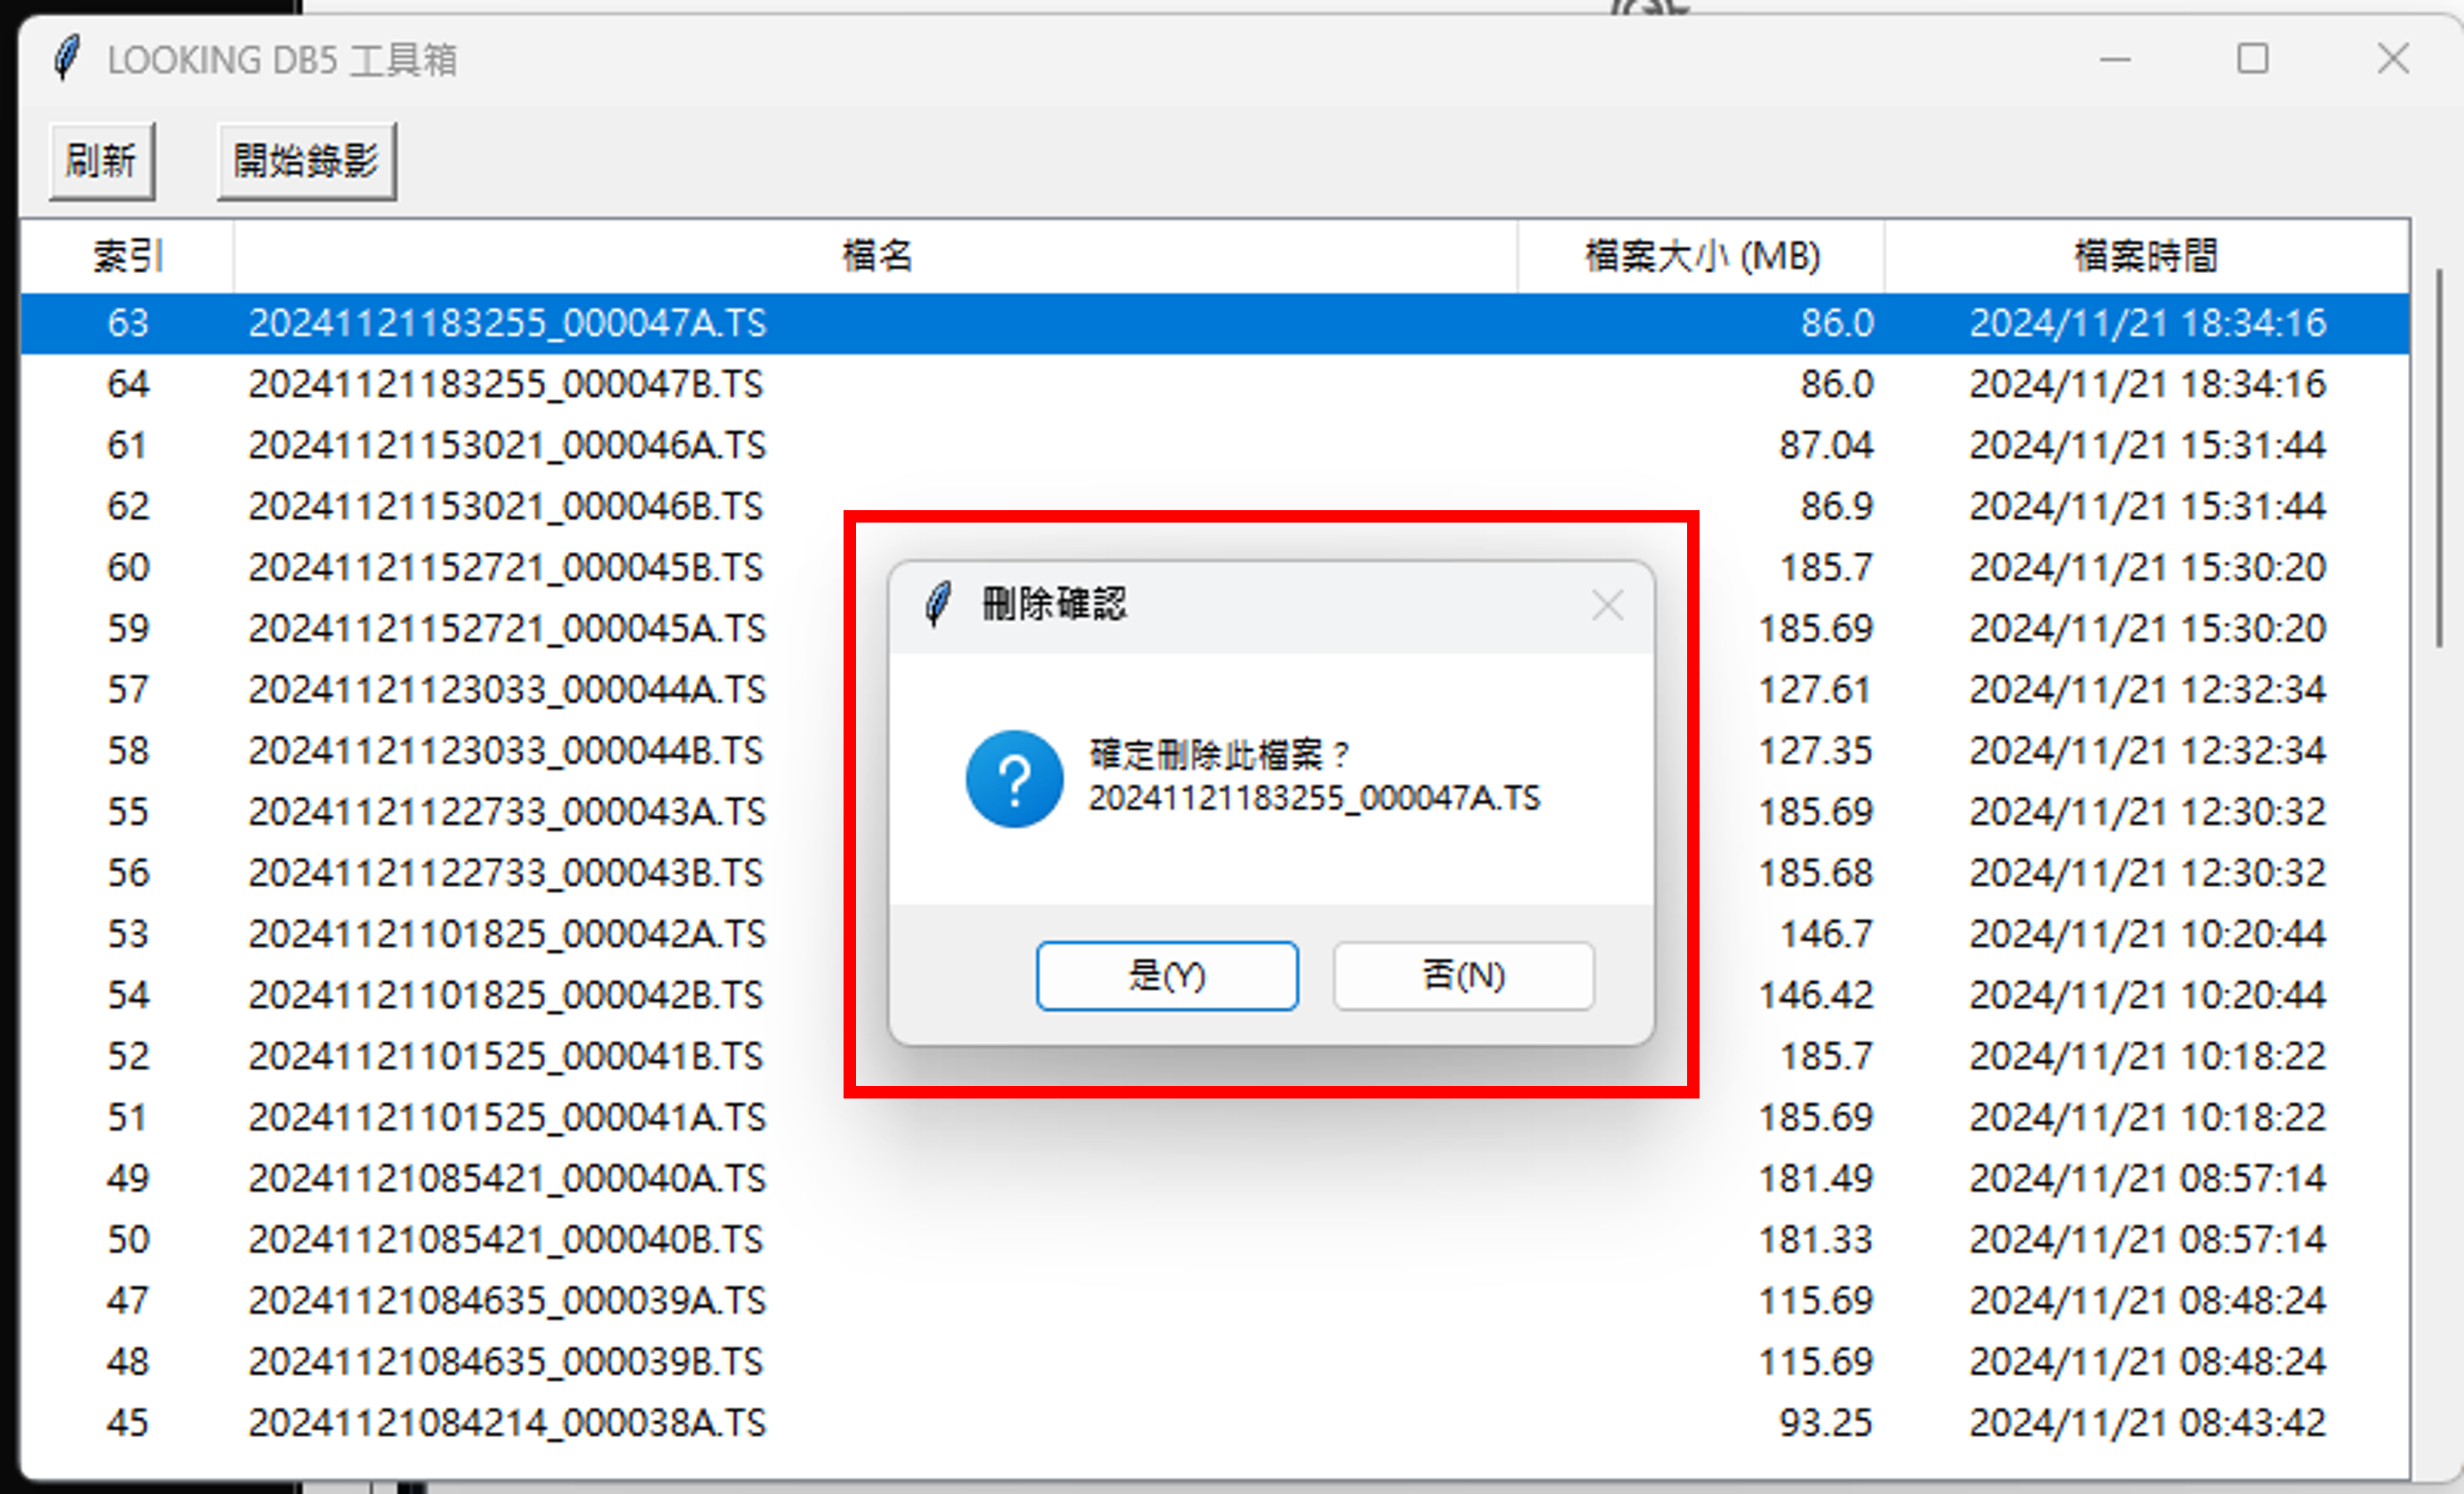 LOOKING DB5 工具箱
刷新 開始錄影
索引 檔名 檔案大小 (MB) 檔案時間
63 20241121183255_000047A.TS 86.0 2024/11/21 18:34:16
64 20241121183255_000047B.TS 86.0 2024/11/21 18:34:16
61 20241121153021_000046A.TS 87.04 2024/11/21 15:31:44
62 20241121153021_000046B.TS 86.9 2024/11/21 15:31:44
60 20241121152721_000045B.TS 185.7 2024/11/21 15:30:20
59 20241121152721_000045A.TS 185.69 2024/11/21 15:30:20
57 20241121123033_000044A.TS 127.61 2024/11/21 12:32:34
58 20241121123033_000044B.TS 127.35 2024/11/21 12:32:34
55 20241121122733_000043A.TS 185.69 2024/11/21 12:30:32
56 20241121122733_000043B.TS 185.68 2024/11/21 12:30:32
53 20241121101825_000042A.TS 146.7 2024/11/21 10:20:44
54 20241121101825_000042B.TS 146.42 2024/11/21 10:20:44
52 20241121101525_000041B.TS 185.7 2024/11/21 10:18:22
51 20241121101525_000041A.TS 185.69 2024/11/21 10:18:22
49 20241121085421_000040A.TS 181.49 2024/11/21 08:57:14
50 20241121085421_000040B.TS 181.33 2024/11/21 08:57:14
47 20241121084635_000039A.TS 115.69 2024/11/21 08:48:24
48 20241121084635_000039B.TS 115.69 2024/11/21 08:48:24
45 20241121084214_000038A.TS 93.25 2024/11/21 08:43:42
刪除確認
確定刪除此檔案？
20241121183255_000047A.TS
是(Y) 否(N)